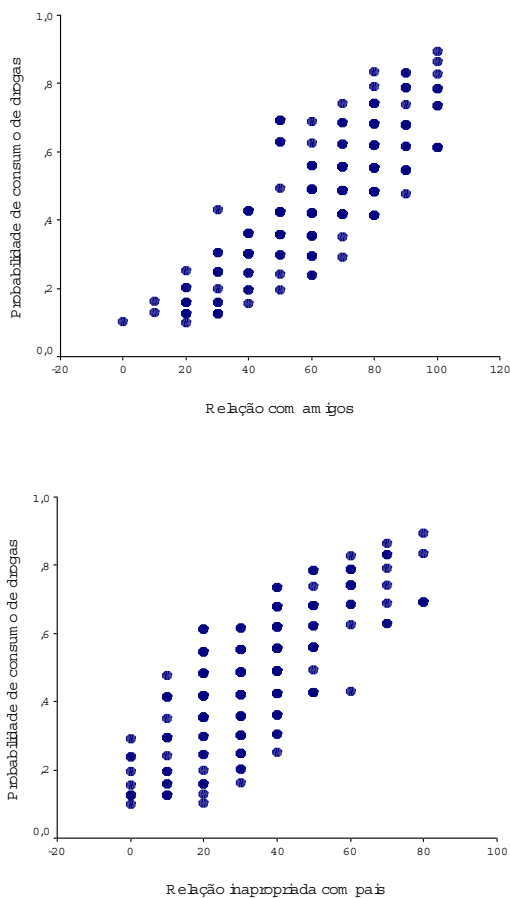 1,0
,8
,6
,4
,2
0,0
Probabilidade de consumo de drogas
-20 0 20 40 60 80 100 120
Relação com amigos
1,0
,8
,6
,4
,2
0,0
Probabilidade de consumo de drogas
-20 0 20 40 60 80 100
Relação inapropriada com pais